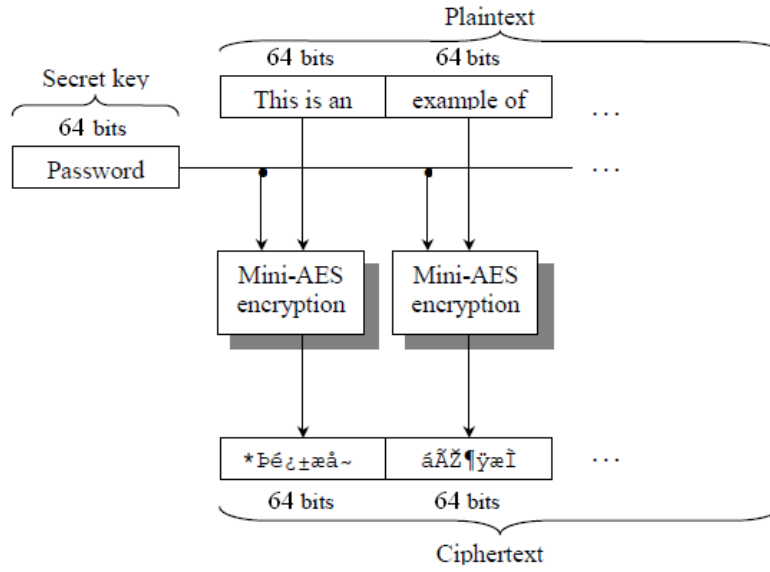 Plaintext
64 bits 64 bits
Secret key
This is an example of ...
64 bits
Password ...
Mini-AES Mini-AES
encryption encryption
*Þé¿±æå~ áÃŽ¶ÿæÌ ...
64 bits 64 bits
Ciphertext